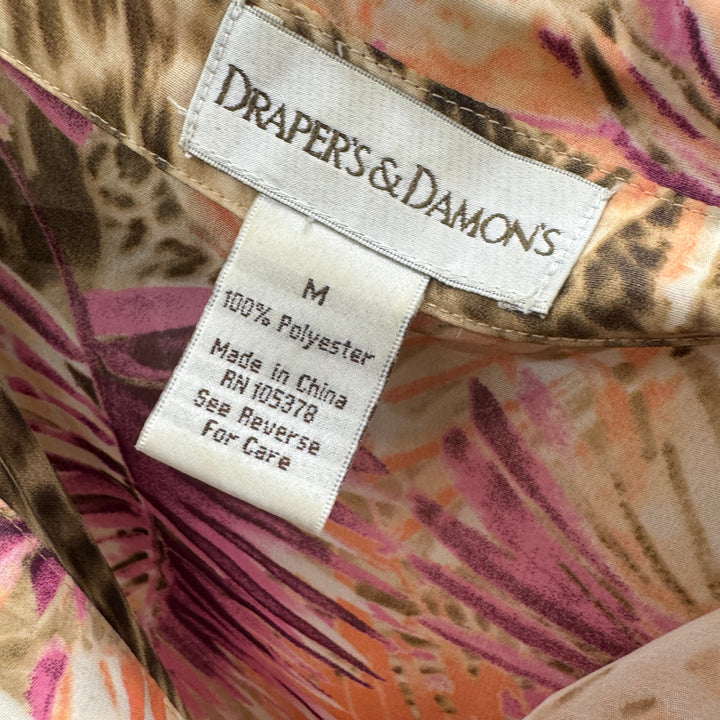 DRAPER'S & DAMON'S
M
100% Polyester
Made in China
RN 105378
See Reverse
For Care